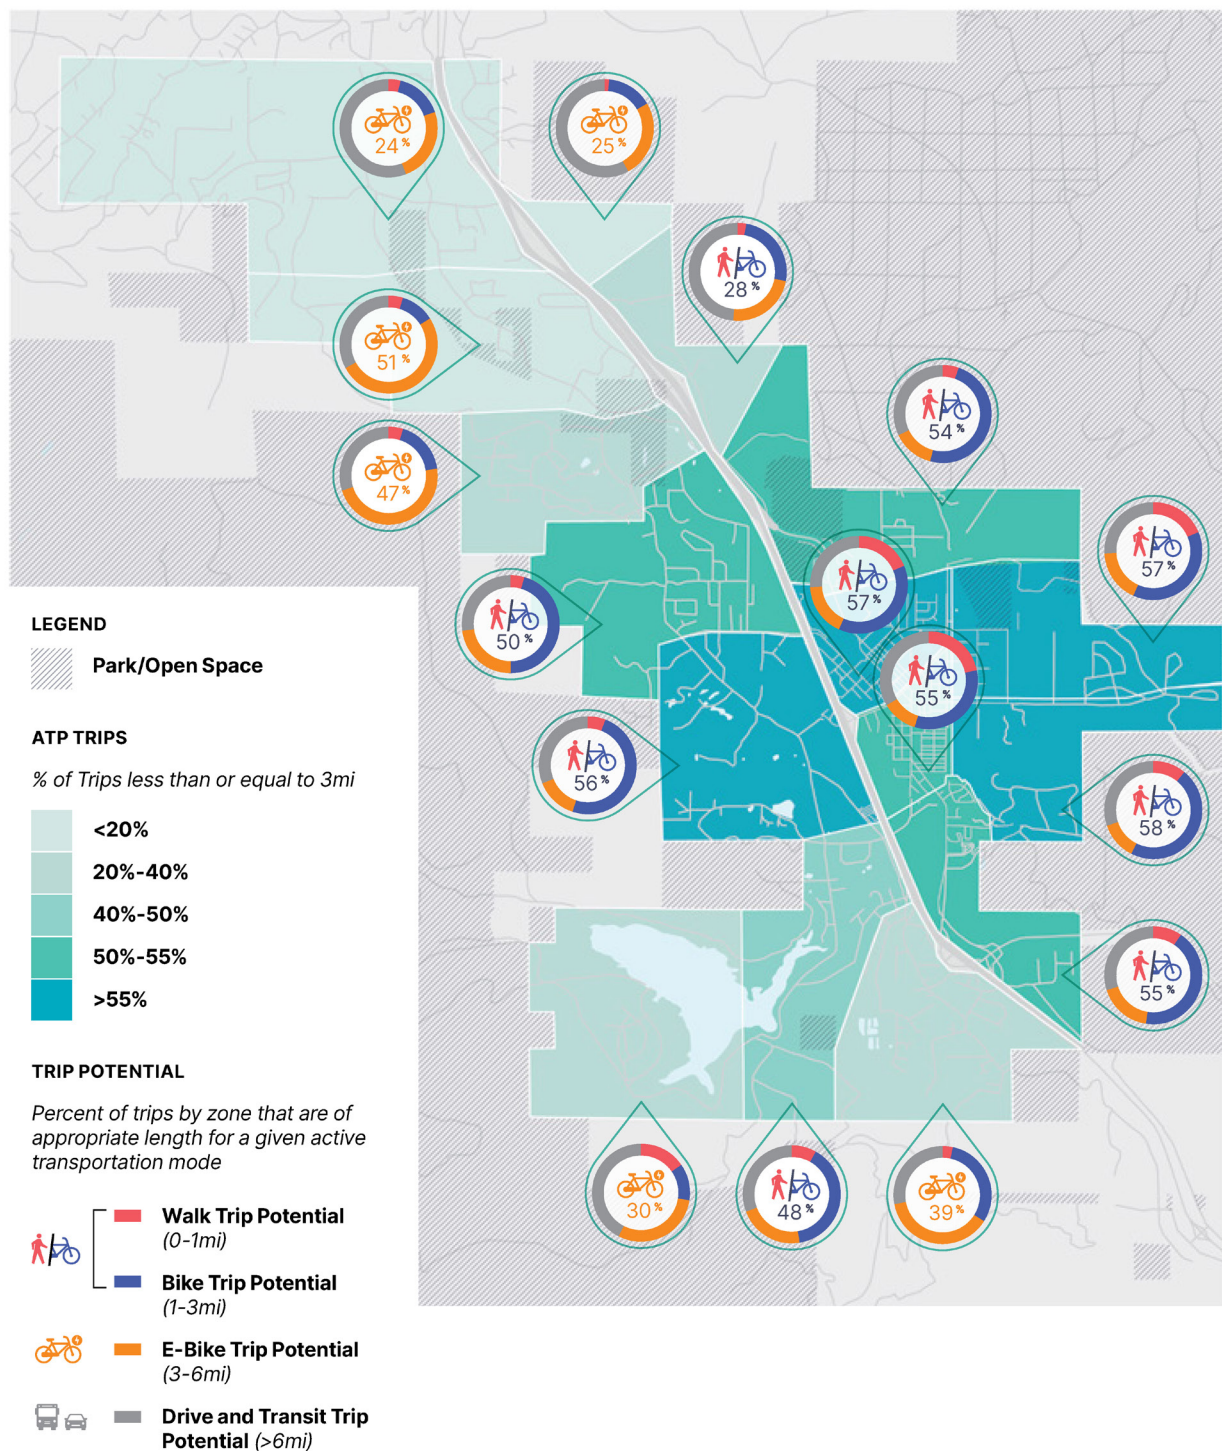 24%
25%
28%
51%
54%
47%
57%
57%
50%
55%
56%
58%
55%
30%
48%
39%
LEGEND
Park/Open Space
ATP TRIPS
% of Trips less than or equal to 3mi
<20%
20%-40%
40%-50%
50%-55%
>55%
TRIP POTENTIAL
Percent of trips by zone that are of
appropriate length for a given active
transportation mode
Walk Trip Potential
(0-1mi)
Bike Trip Potential
(1-3mi)
E-Bike Trip Potential
(3-6mi)
Drive and Transit Trip
Potential (>6mi)